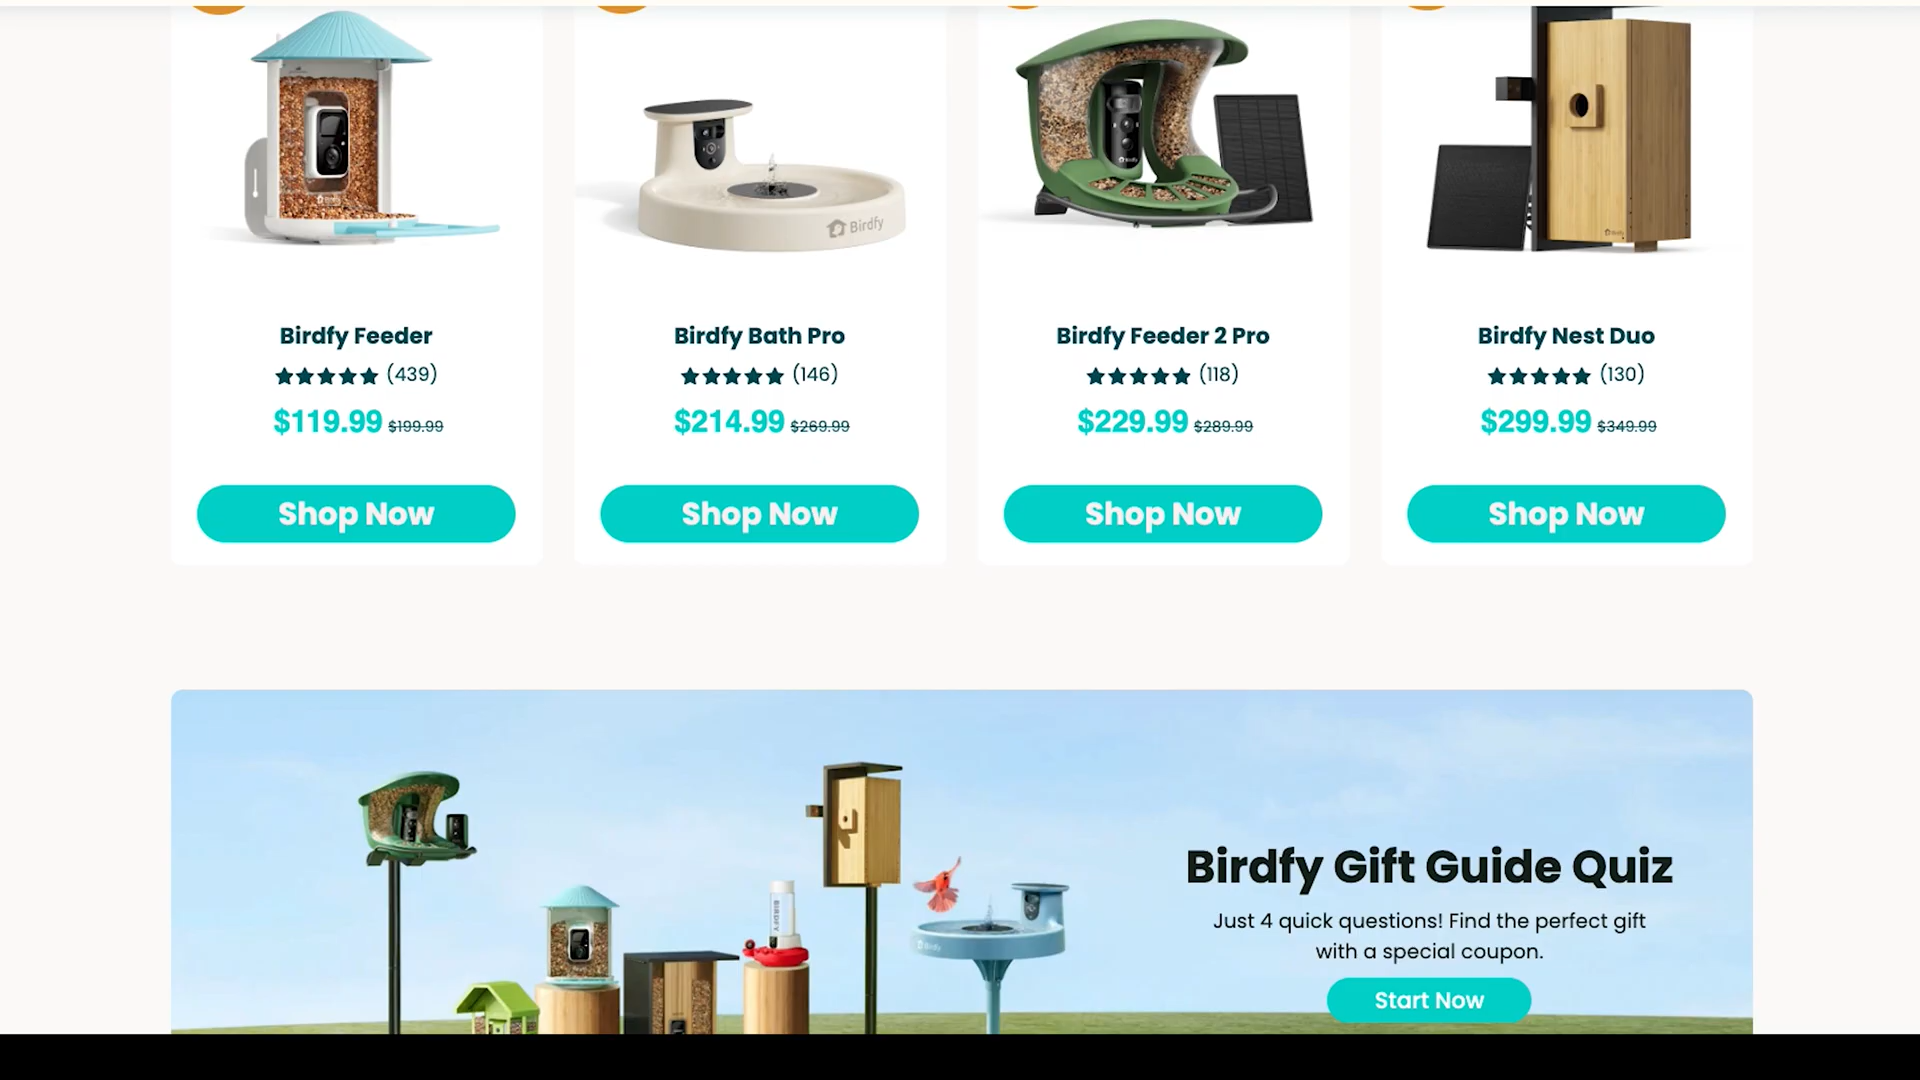 Birdfy
Birdfy Feeder
(439)
$119.99 $199.99
Shop Now
Birdfy Bath Pro
(146)
$214.99 $269.99
Shop Now
Birdfy Feeder 2 Pro
(118)
$229.99 $289.99
Shop Now
Birdfy Nest Duo
(130)
$299.99 $349.99
Shop Now
BIRDFY
Birdfy
Birdfy Gift Guide Quiz
Just 4 quick questions! Find the perfect gift
with a special coupon.
Start Now